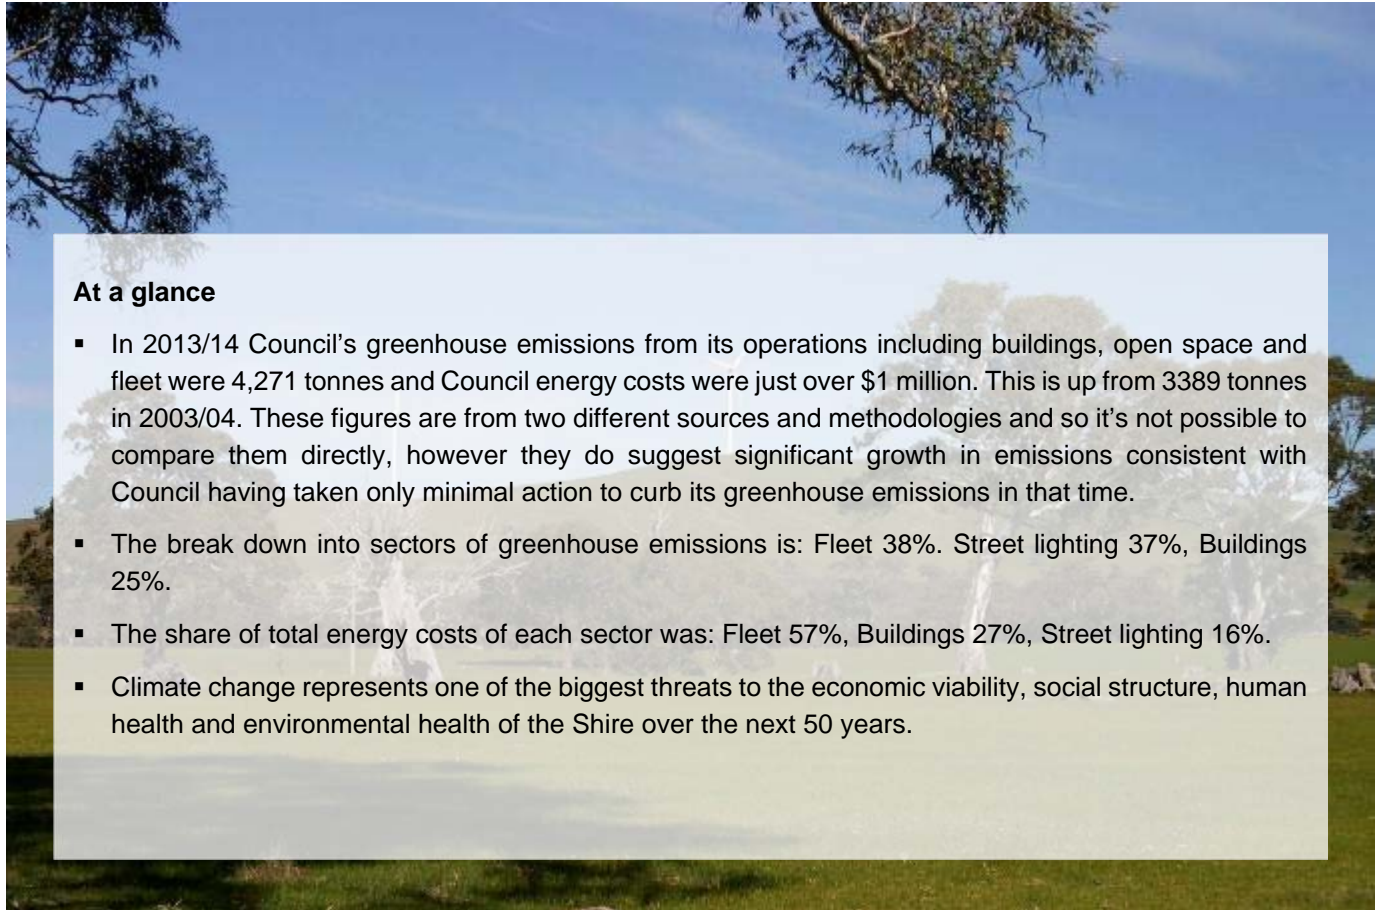 At a glance
▪ In 2013/14 Council’s greenhouse emissions from its operations including buildings, open space and
fleet were 4,271 tonnes and Council energy costs were just over $1 million. This is up from 3389 tonnes
in 2003/04. These figures are from two different sources and methodologies and so it’s not possible to
compare them directly, however they do suggest significant growth in emissions consistent with
Council having taken only minimal action to curb its greenhouse emissions in that time.
▪ The break down into sectors of greenhouse emissions is: Fleet 38%. Street lighting 37%, Buildings
25%.
▪ The share of total energy costs of each sector was: Fleet 57%, Buildings 27%, Street lighting 16%.
▪ Climate change represents one of the biggest threats to the economic viability, social structure, human
health and environmental health of the Shire over the next 50 years.